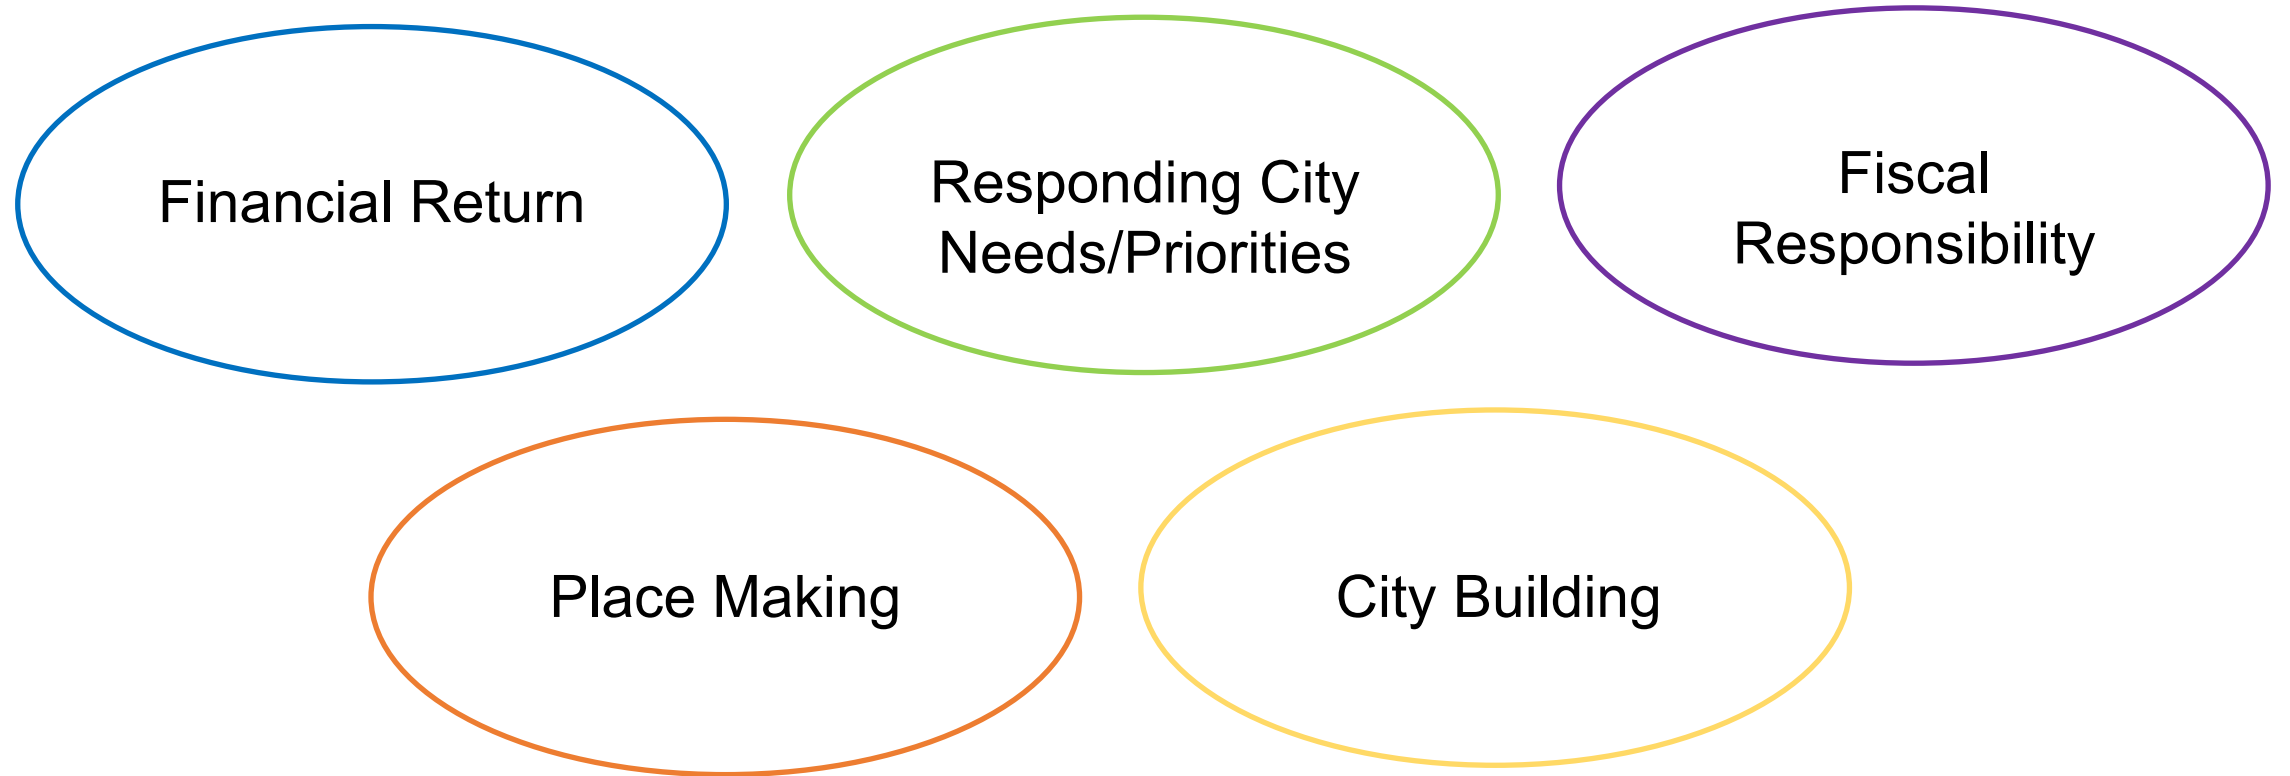 Financial Return
Responding City
Needs/Priorities
Fiscal
Responsibility
Place Making
City Building